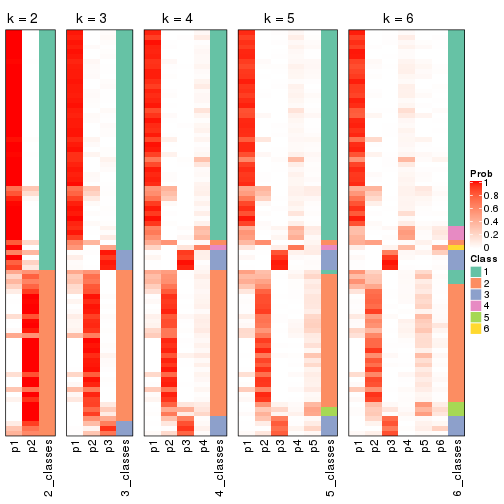 k = 2
k = 3
k = 4
k = 5
k = 6
p1
p2
2_classes
p1
p2
p3
3_classes
p1
p2
p3
p4
4_classes
p1
p2
p3
p4
p5
5_classes
p1
p2
p3
p4
p5
p6
6_classes
Prob
1
0.8
0.6
0.4
0.2
0
Class
1
2
3
4
5
6